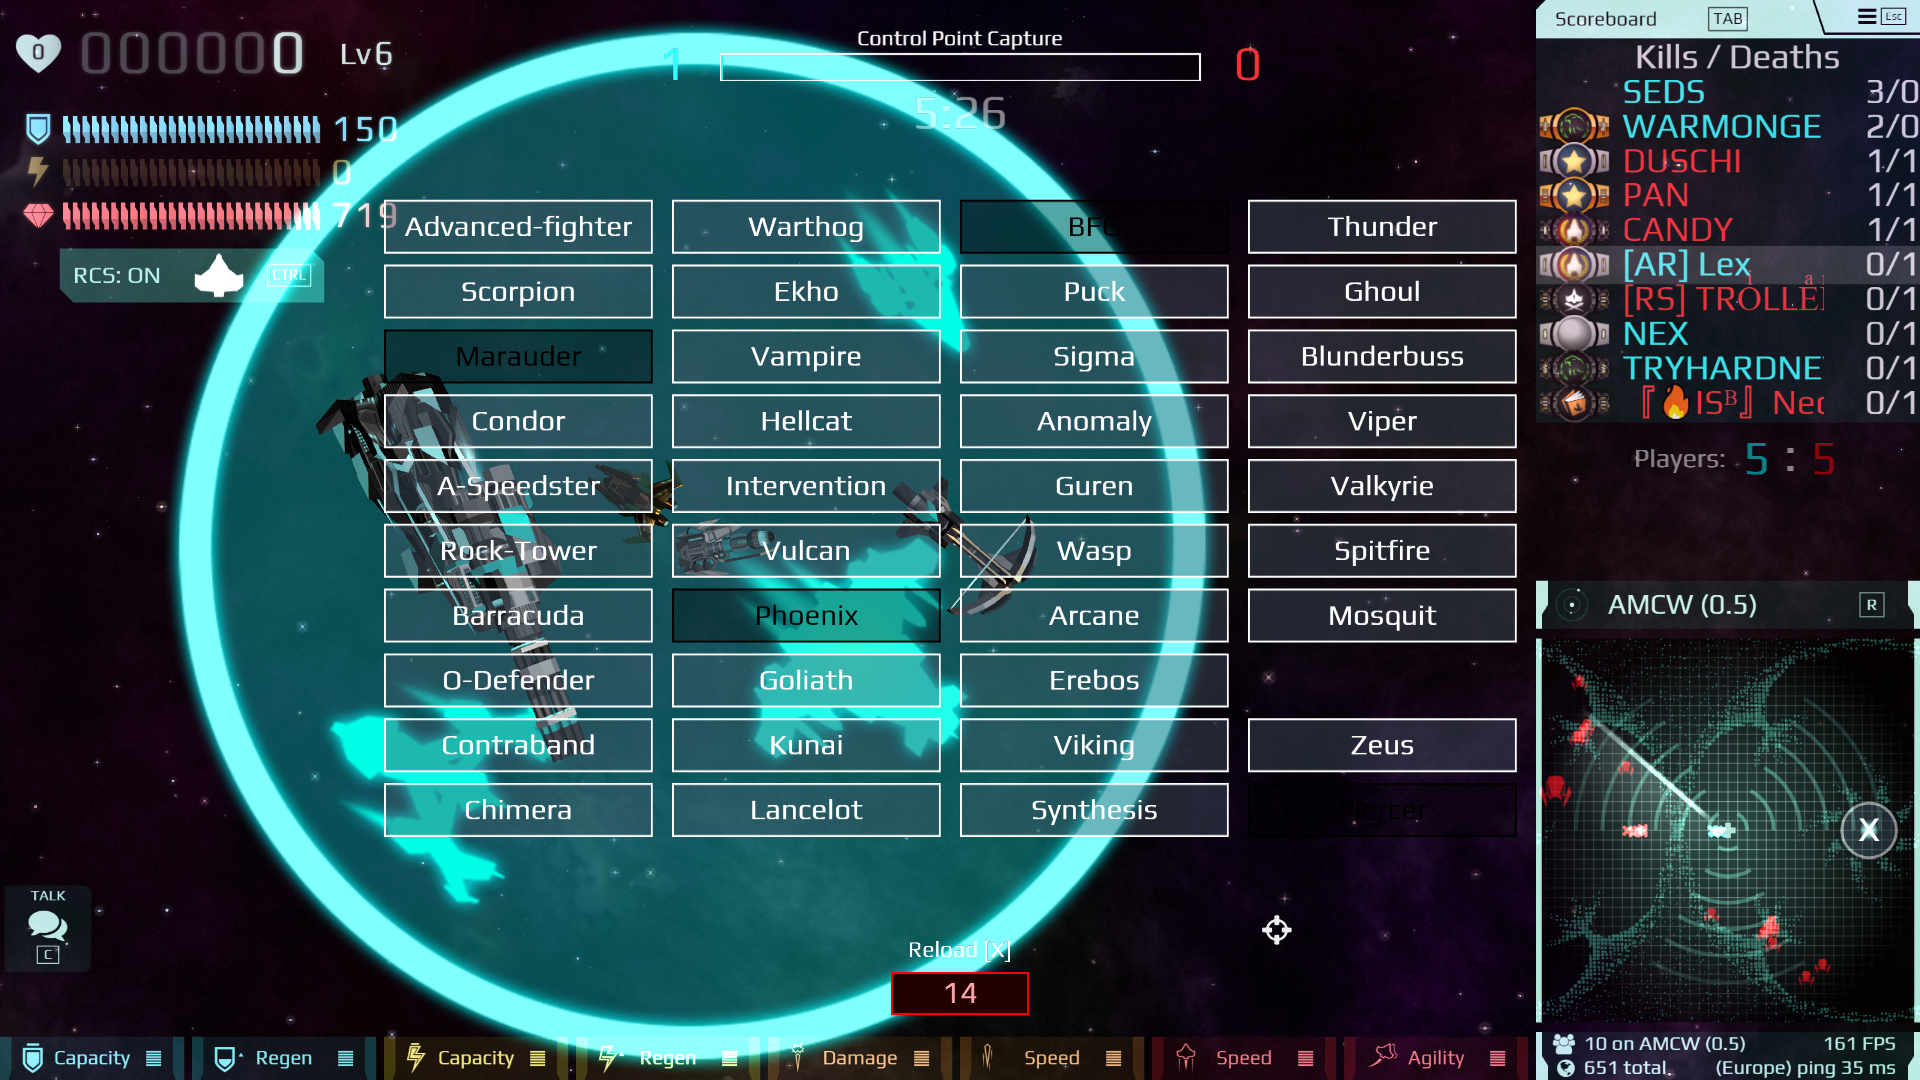 0 0000000 Lv6
150
0
719
RCS: ON CTRL
Control Point Capture
1 0
5:26
Advanced-fighter Warthog BFG Thunder
Scorpion Ekho Puck Ghoul
Marauder Vampire Sigma Blunderbuss
Condor Hellcat Anomaly Viper
A-Speedster Intervention Guren Valkyrie
Rock-Tower Vulcan Wasp Spitfire
Barracuda Phoenix Arcane Mosquit
O-Defender Goliath Erebos
Contraband Kunai Viking Zeus
Chimera Lancelot Synthesis Piercer
Reload [X]
14
TALK
C
Capacity Regen Capacity Regen Damage Speed Speed Agility
Scoreboard TAB Esc
Kills / Deaths
SEDS 3/0
WARMONGE 2/0
DUSCHI 1/1
PAN 1/1
CANDY 1/1
[AR] Lex 0/1
[RS] TROLLE 0/1
NEX 0/1
TRYHARDNE 0/1
『🔥ISᴮ』 Nec 0/1
Players: 5 : 5
AMCW (0.5) R
X
10 on AMCW (0.5) 161 FPS
651 total (Europe) ping 35 ms